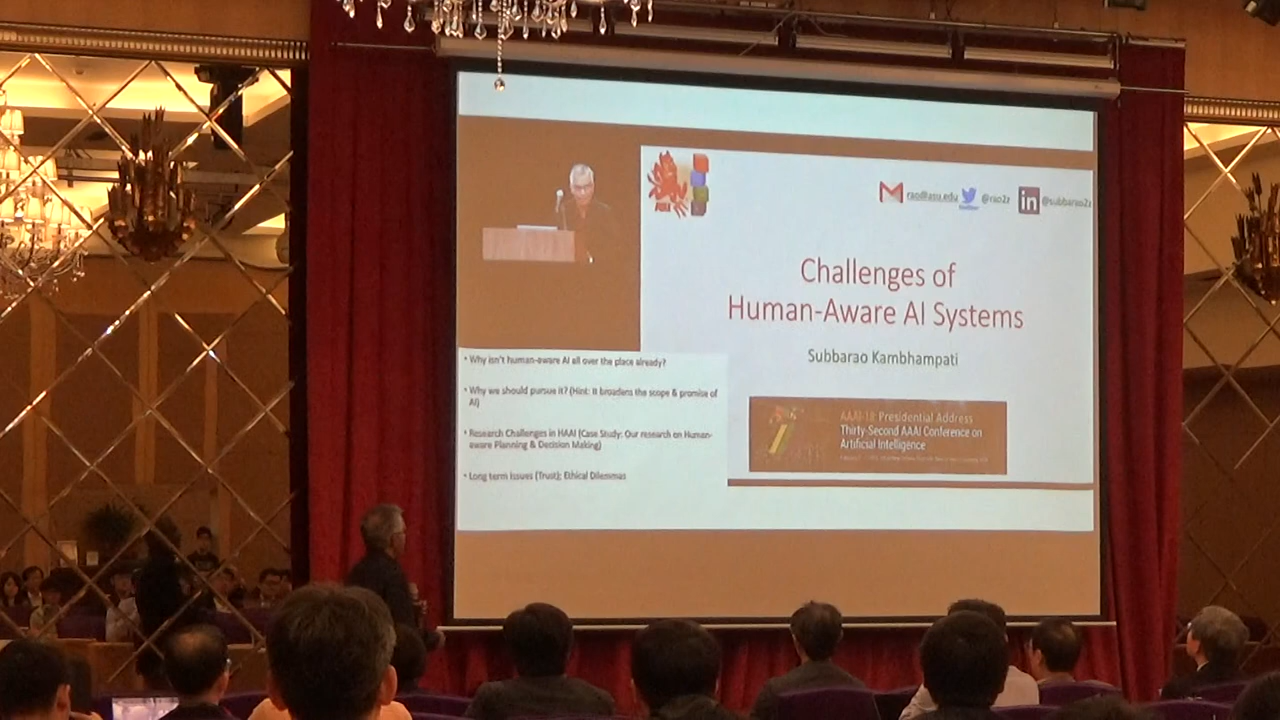 rao@asu.edu @rao2z in @subbarao2z
Challenges of
Human-Aware AI Systems
Subbarao Kambhampati
AAAI-18 Presidential Address
Thirty-Second AAAI Conference on
Artificial Intelligence
• Why isn't human-aware AI all over the place already?
• Why we should pursue it? (Hint: It broadens the scope & promise of
AI)
• Research Challenges in HAAI (Case Study: Our research on Human-
aware Planning & Decision Making)
• Long term issues (Trust); Ethical Dilemmas